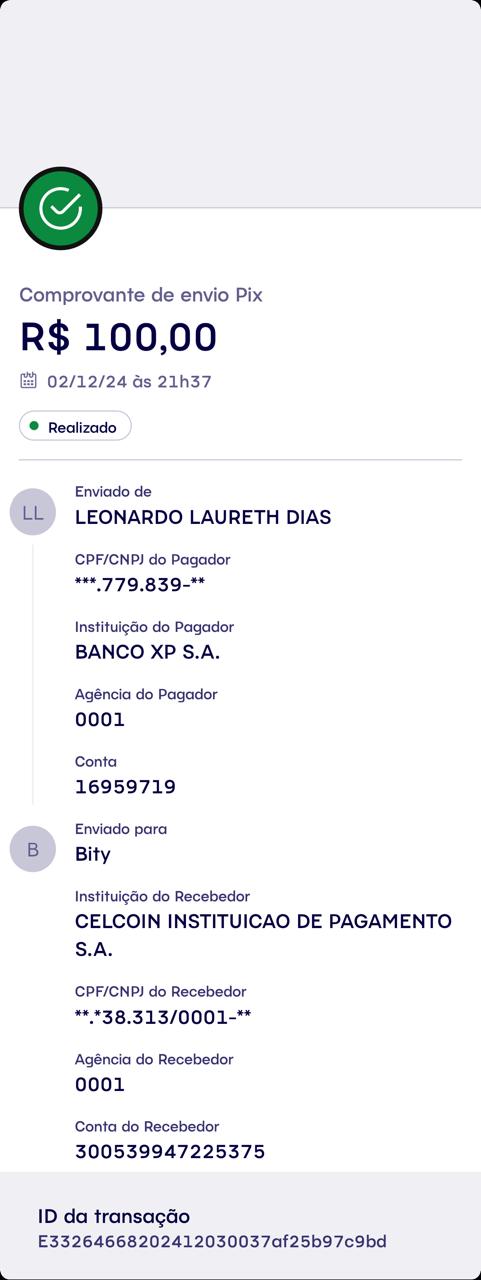 Comprovante de envio Pix
R$ 100,00
02/12/24 às 21h37
Realizado
LL
Enviado de
LEONARDO LAURETH DIAS
CPF/CNPJ do Pagador
***.779.839-**
Instituição do Pagador
BANCO XP S.A.
Agência do Pagador
0001
Conta
16959719
B
Enviado para
Bity
Instituição do Recebedor
CELCOIN INSTITUICAO DE PAGAMENTO
S.A.
CPF/CNPJ do Recebedor
**.*38.313/0001-**
Agência do Recebedor
0001
Conta do Recebedor
300539947225375
ID da transação
E33264668202412030037af25b97c9bd